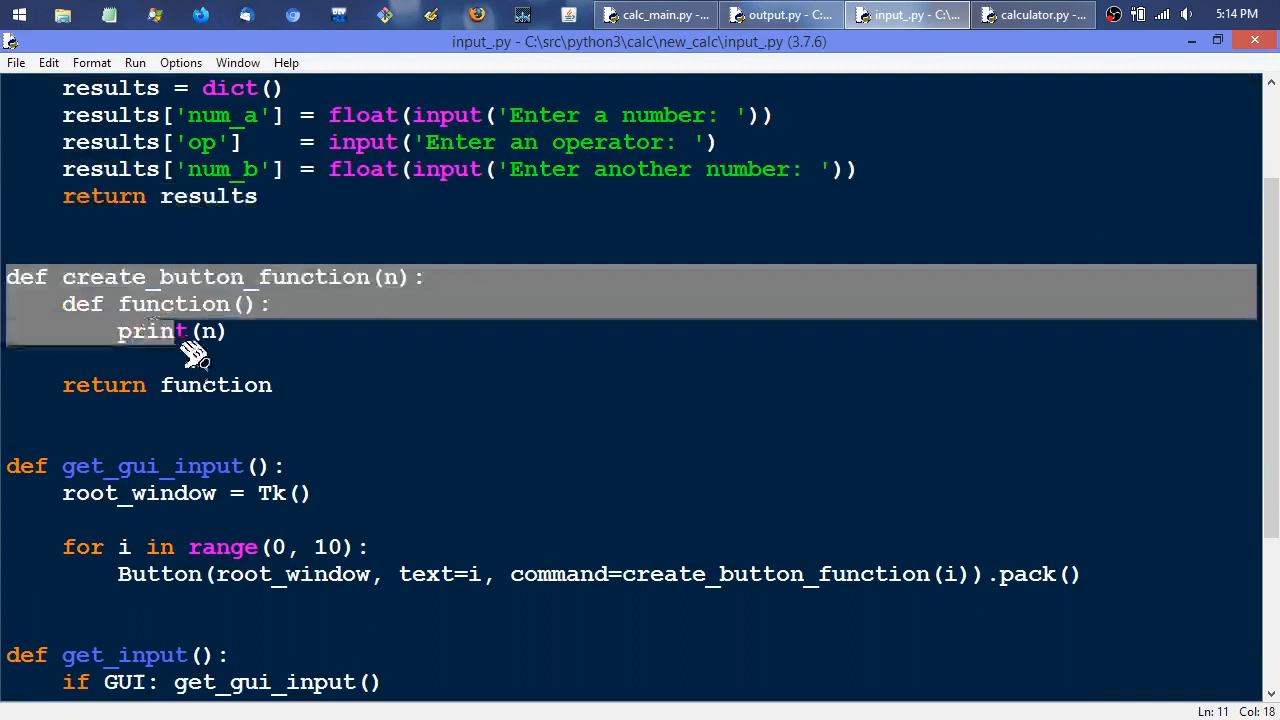 calc_main.py -...
output.py - C:...
input_.py - C:\...
calculator.py -...
5:14 PM
input_.py - C:\src\python3\calc\new_calc\input_.py (3.7.6)
File Edit Format Run Options Window Help
results = dict()
results['num_a'] = float(input('Enter a number: '))
results['op']    = input('Enter an operator: ')
results['num_b'] = float(input('Enter another number: '))
return results
def create_button_function(n):
def function():
print(n)
return function
def get_gui_input():
root_window = Tk()
for i in range(0, 10):
Button(root_window, text=i, command=create_button_function(i)).pack()
def get_input():
if GUI: get_gui_input()
Ln: 11 Col: 18